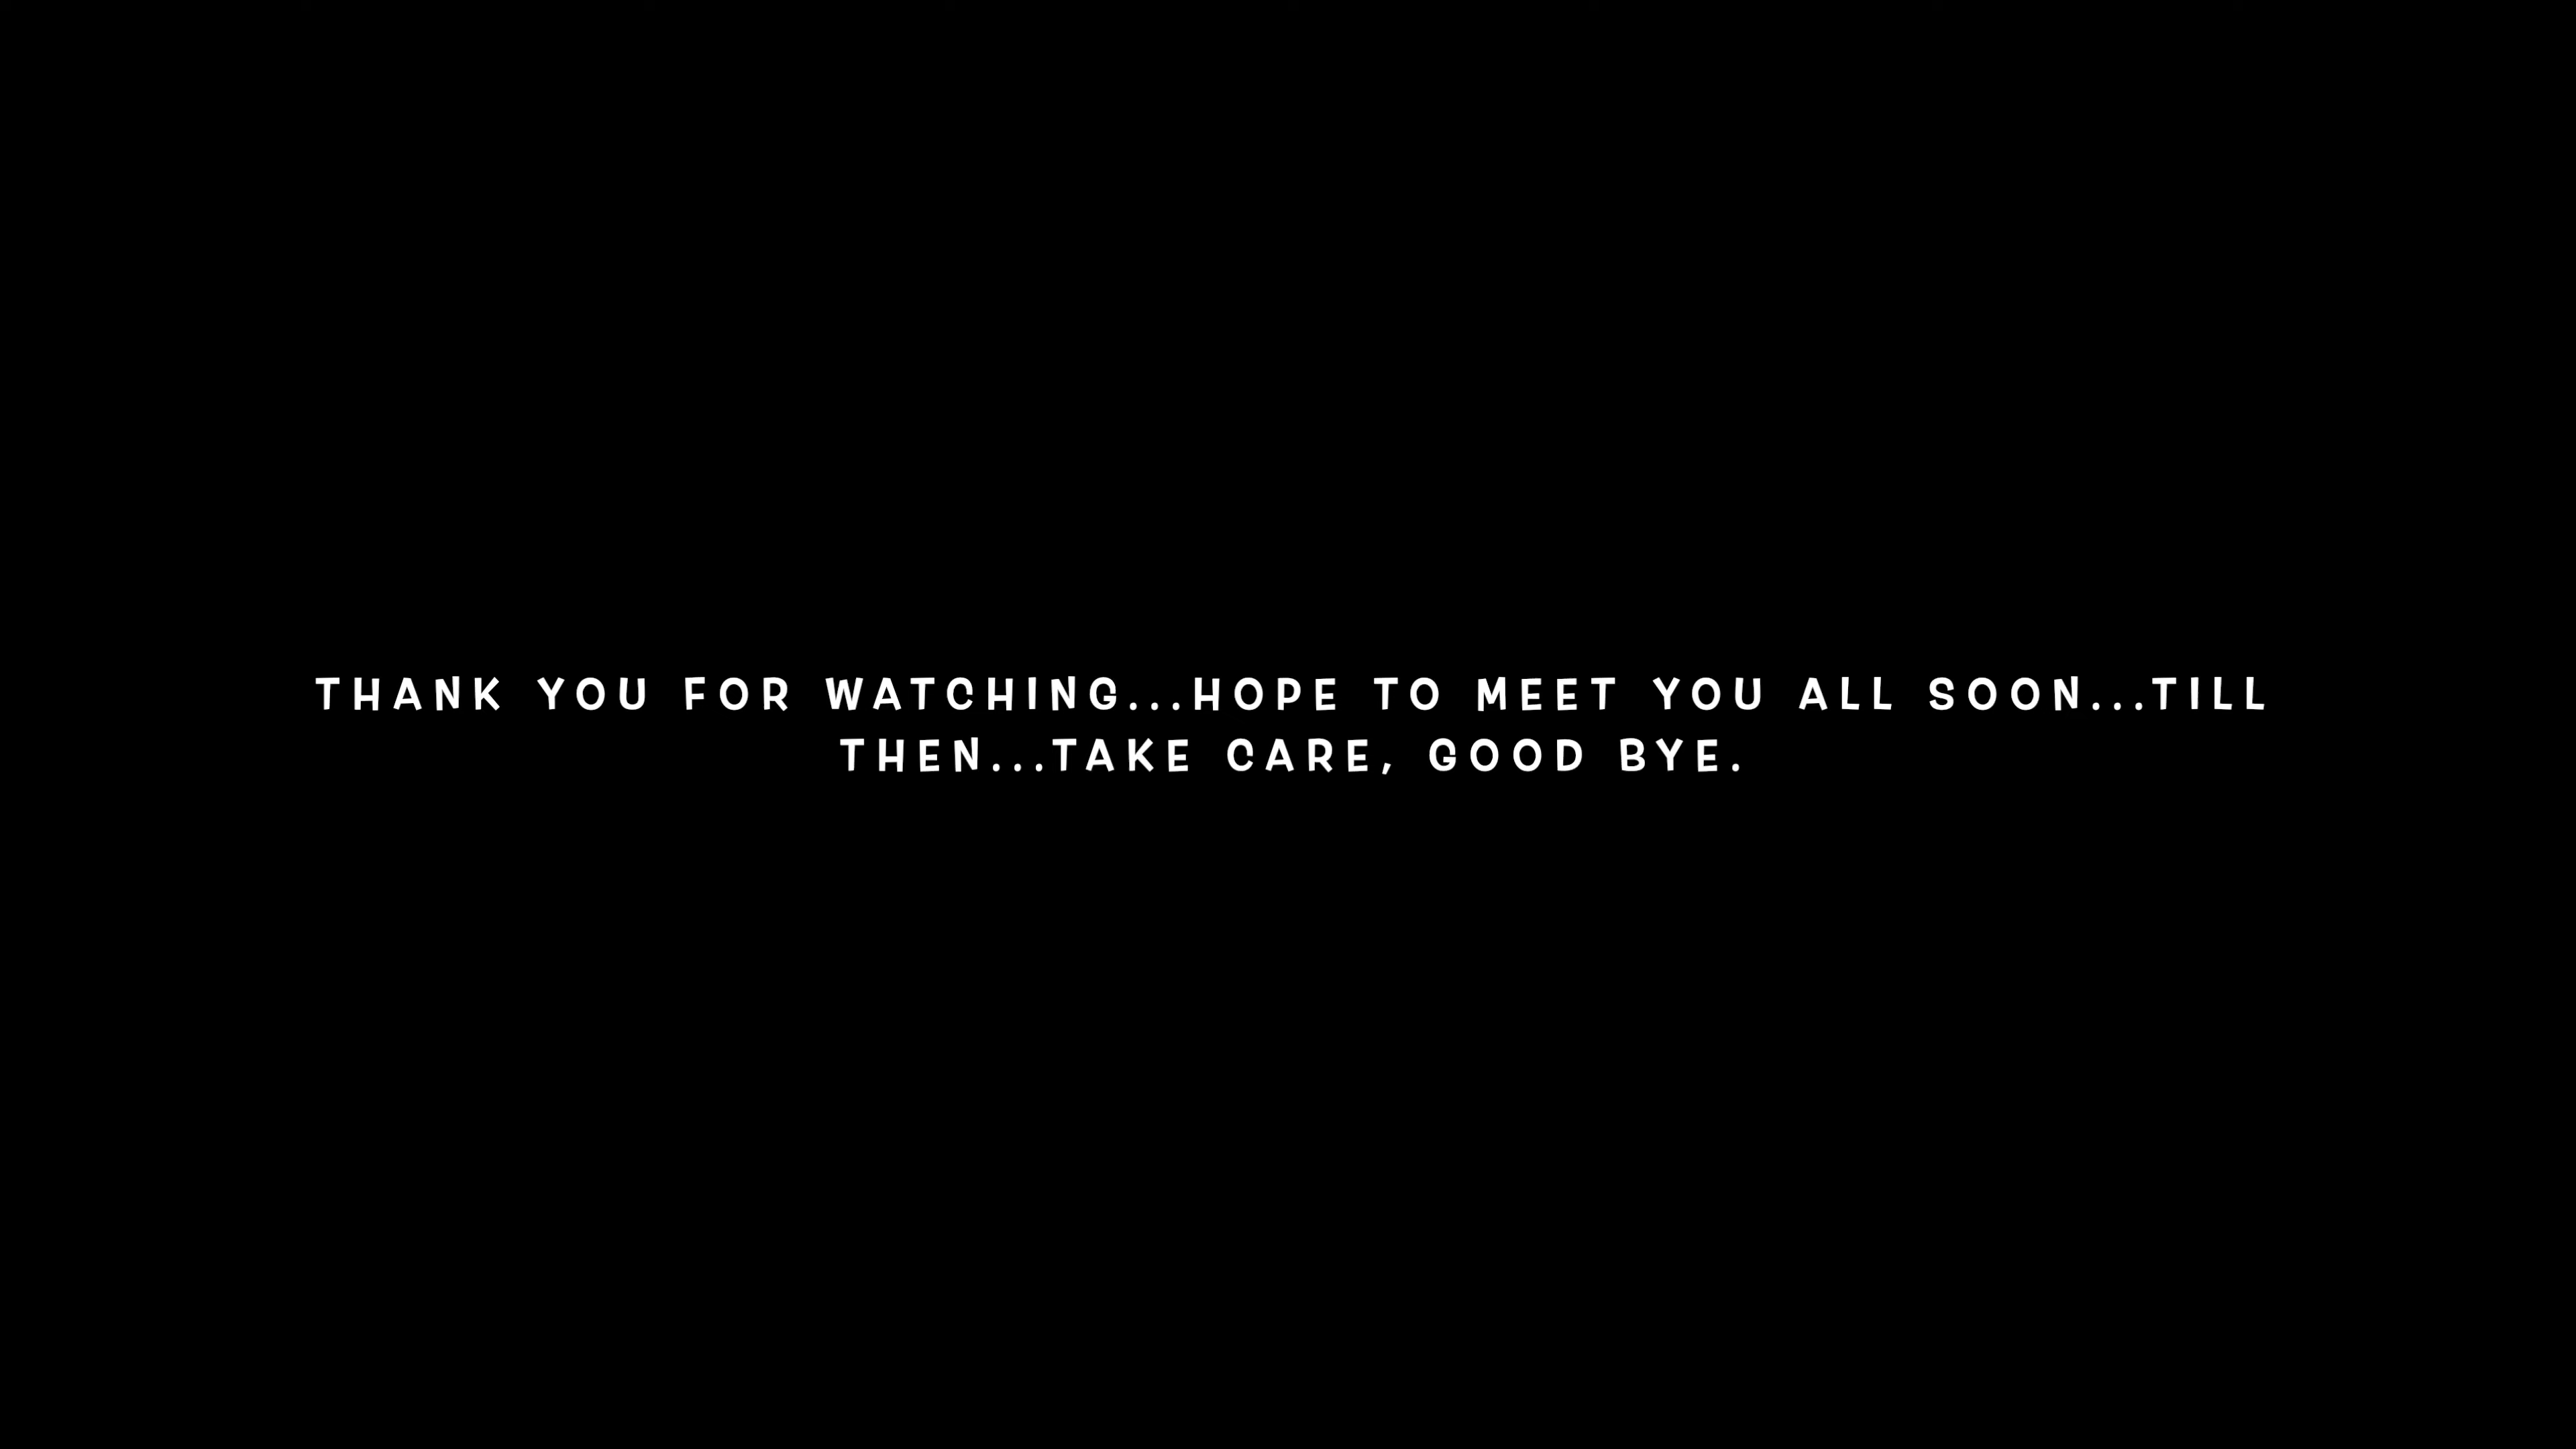 THANK YOU FOR WATCHING...HOPE TO MEET YOU ALL SOON...TILL
THEN...TAKE CARE, GOOD BYE.